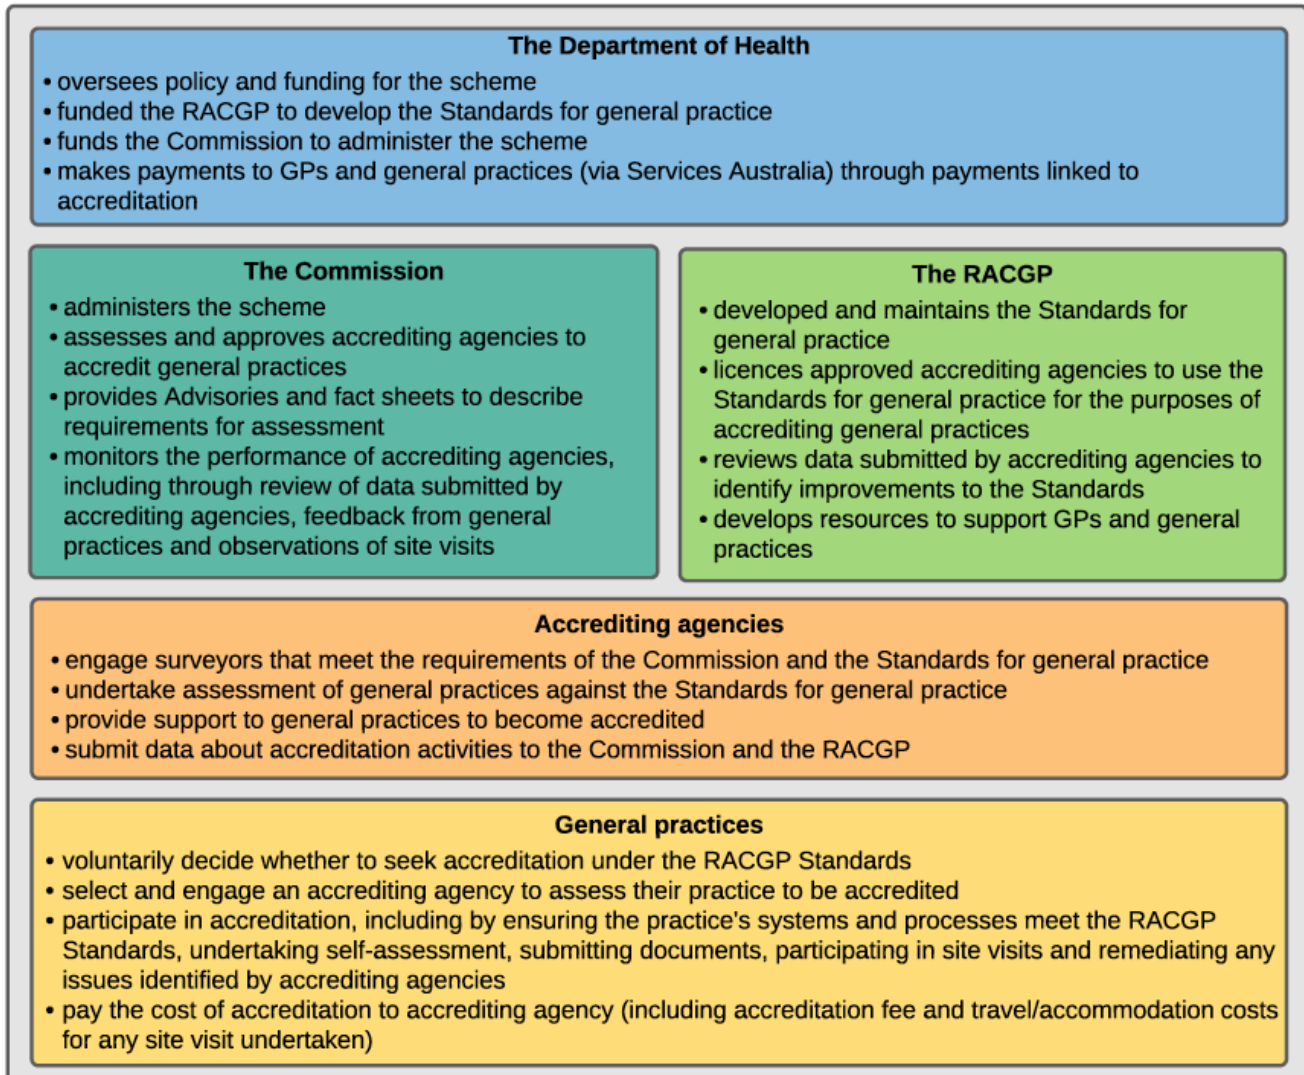 The Department of Health
• oversees policy and funding for the scheme
• funded the RACGP to develop the Standards for general practice
• funds the Commission to administer the scheme
• makes payments to GPs and general practices (via Services Australia) through payments linked to
accreditation
The Commission
• administers the scheme
• assesses and approves accrediting agencies to
accredit general practices
• provides Advisories and fact sheets to describe
requirements for assessment
• monitors the performance of accrediting agencies,
including through review of data submitted by
accrediting agencies, feedback from general
practices and observations of site visits
The RACGP
• developed and maintains the Standards for
general practice
• licences approved accrediting agencies to use the
Standards for general practice for the purposes of
accrediting general practices
• reviews data submitted by accrediting agencies to
identify improvements to the Standards
• develops resources to support GPs and general
practices
Accrediting agencies
• engage surveyors that meet the requirements of the Commission and the Standards for general practice
• undertake assessment of general practices against the Standards for general practice
• provide support to general practices to become accredited
• submit data about accreditation activities to the Commission and the RACGP
General practices
• voluntarily decide whether to seek accreditation under the RACGP Standards
• select and engage an accrediting agency to assess their practice to be accredited
• participate in accreditation, including by ensuring the practice's systems and processes meet the RACGP
Standards, undertaking self-assessment, submitting documents, participating in site visits and remediating any
issues identified by accrediting agencies
• pay the cost of accreditation to accrediting agency (including accreditation fee and travel/accommodation costs
for any site visit undertaken)